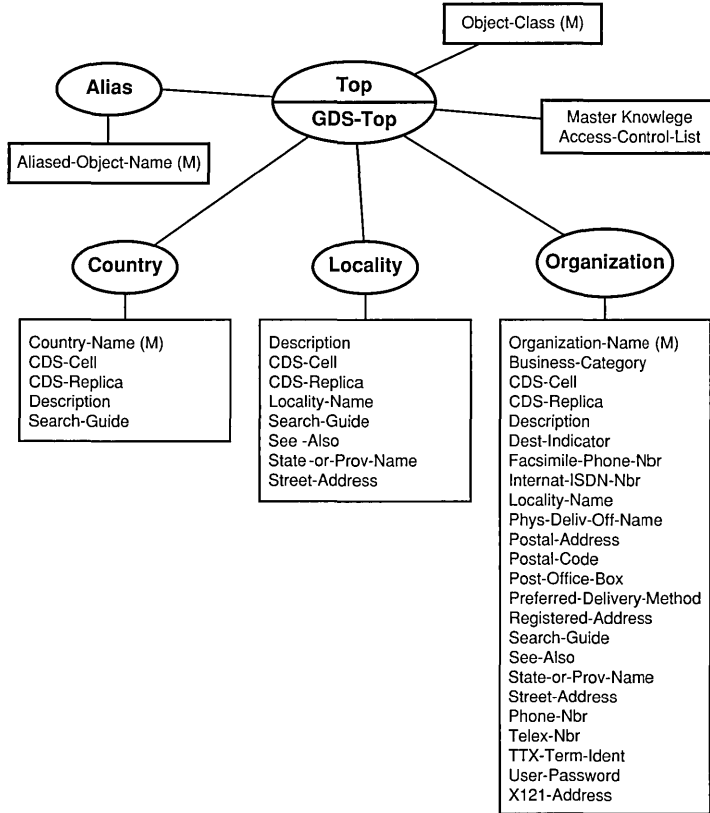 Object-Class (M)
Alias
Top
GDS-Top
Master Knowlege
Access-Control-List
Aliased-Object-Name (M)
Country
Locality
Organization
Country-Name (M)
CDS-Cell
CDS-Replica
Description
Search-Guide
Description
CDS-Cell
CDS-Replica
Locality-Name
Search-Guide
See -Also
State-or-Prov-Name
Street-Address
Organization-Name (M)
Business-Category
CDS-Cell
CDS-Replica
Description
Dest-Indicator
Facsimile-Phone-Nbr
Internat-ISDN-Nbr
Locality-Name
Phys-Deliv-Off-Name
Postal-Address
Postal-Code
Post-Office-Box
Preferred-Delivery-Method
Registered-Address
Search-Guide
See-Also
State-or-Prov-Name
Street-Address
Phone-Nbr
Telex-Nbr
TTX-Term-Ident
User-Password
X121-Address